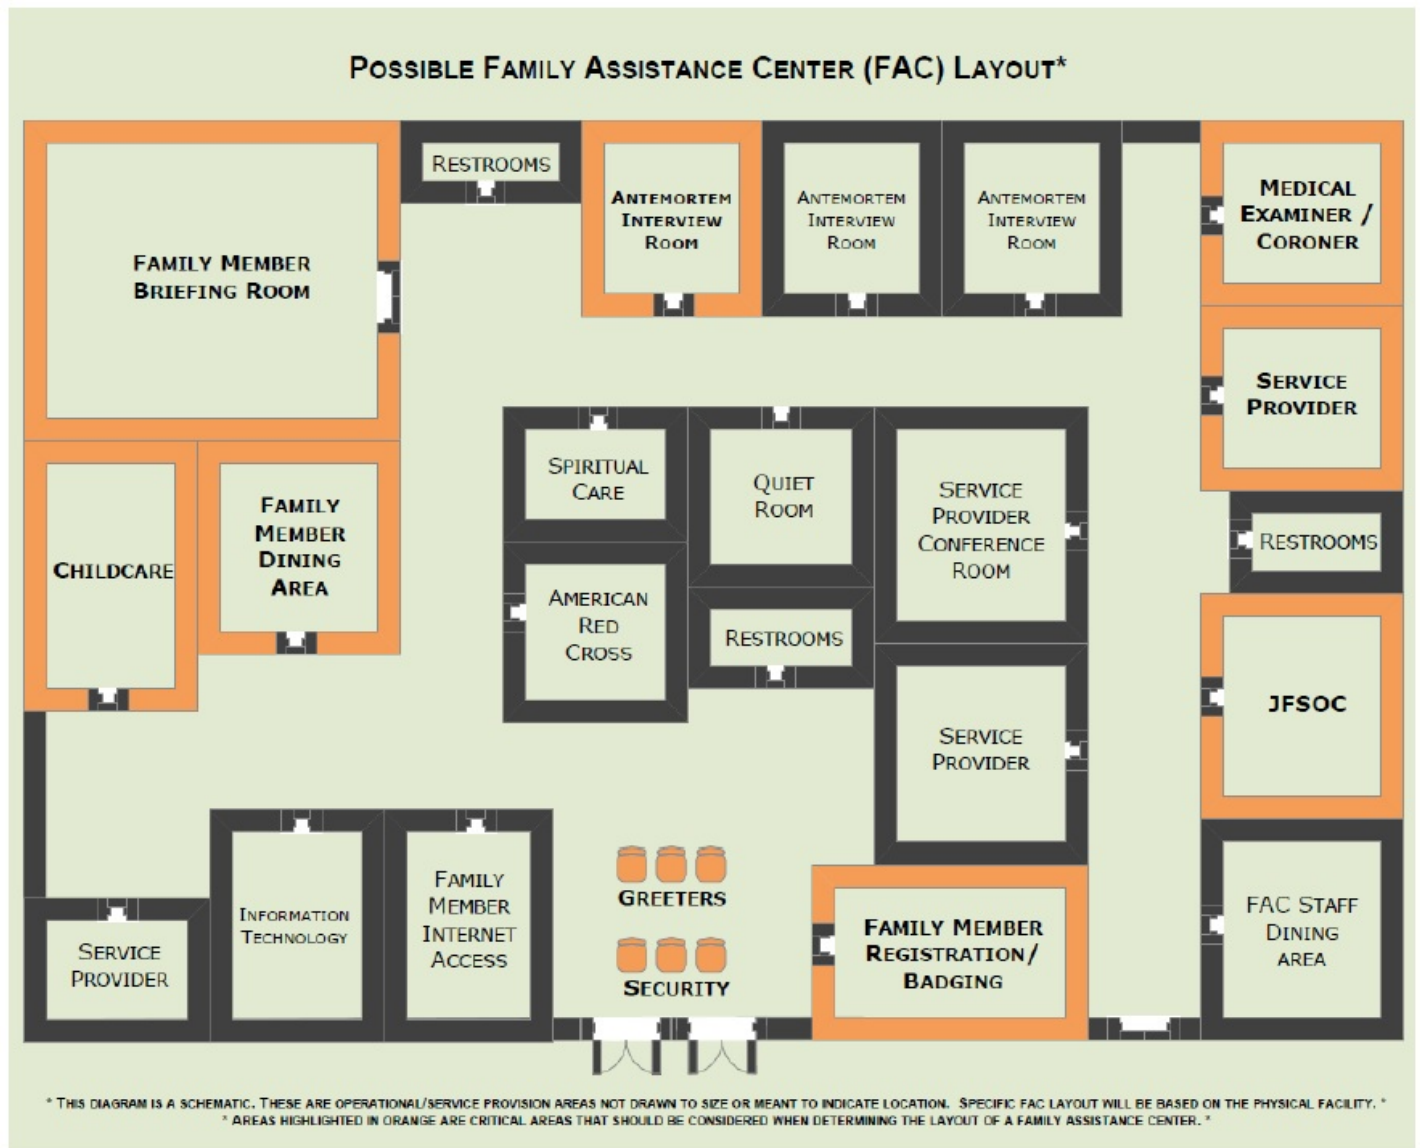 POSSIBLE FAMILY ASSISTANCE CENTER (FAC) LAYOUT*
RESTROOMS
ANTEMORTEM
INTERVIEW
ROOM
ANTEMORTEM
INTERVIEW
ROOM
ANTEMORTEM
INTERVIEW
ROOM
MEDICAL
EXAMINER /
CORONER
FAMILY MEMBER
BRIEFING ROOM
SERVICE
PROVIDER
SPIRITUAL
CARE
QUIET
ROOM
SERVICE
PROVIDER
CONFERENCE
ROOM
RESTROOMS
CHILDCARE
FAMILY
MEMBER
DINING
AREA
AMERICAN
RED
CROSS
RESTROOMS
JFSOC
SERVICE
PROVIDER
SERVICE
PROVIDER
INFORMATION
TECHNOLOGY
FAMILY
MEMBER
INTERNET
ACCESS
GREETERS
SECURITY
FAMILY MEMBER
REGISTRATION/
BADGING
FAC STAFF
DINING
AREA
* THIS DIAGRAM IS A SCHEMATIC. THESE ARE OPERATIONAL/SERVICE PROVISION AREAS NOT DRAWN TO SIZE OR MEANT TO INDICATE LOCATION. SPECIFIC FAC LAYOUT WILL BE BASED ON THE PHYSICAL FACILITY. *
* AREAS HIGHLIGHTED IN ORANGE ARE CRITICAL AREAS THAT SHOULD BE CONSIDERED WHEN DETERMINING THE LAYOUT OF A FAMILY ASSISTANCE CENTER. *